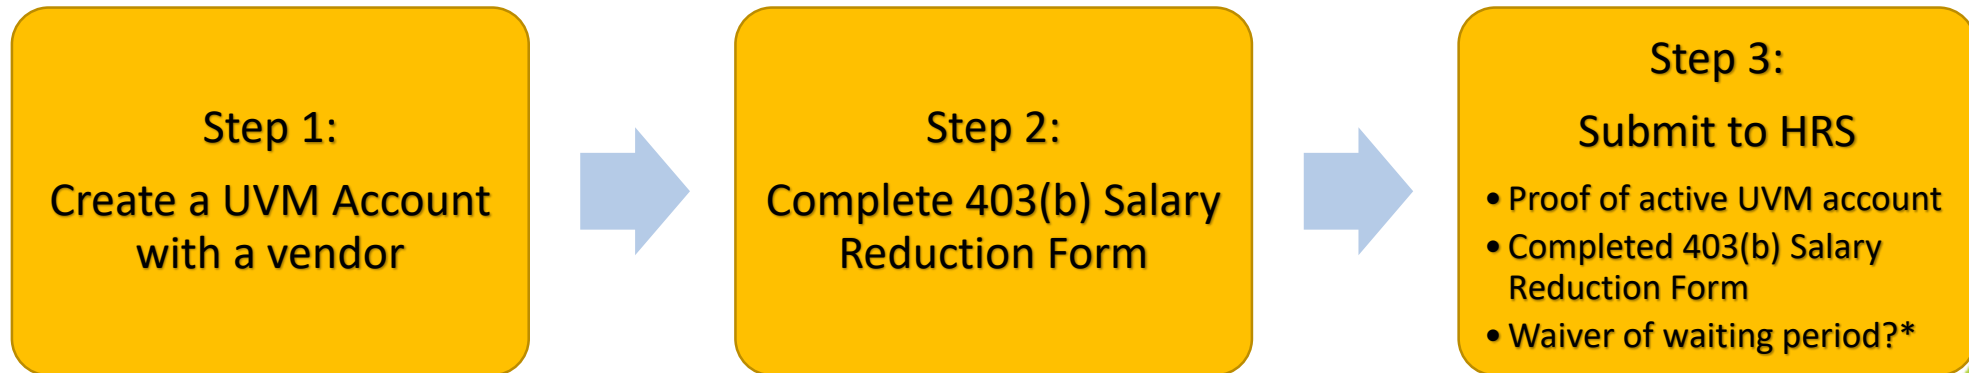 Step 1:
Create a UVM Account
with a vendor
Step 2:
Complete 403(b) Salary
Reduction Form
Step 3:
Submit to HRS
• Proof of active UVM account
• Completed 403(b) Salary
Reduction Form
• Waiver of waiting period?*